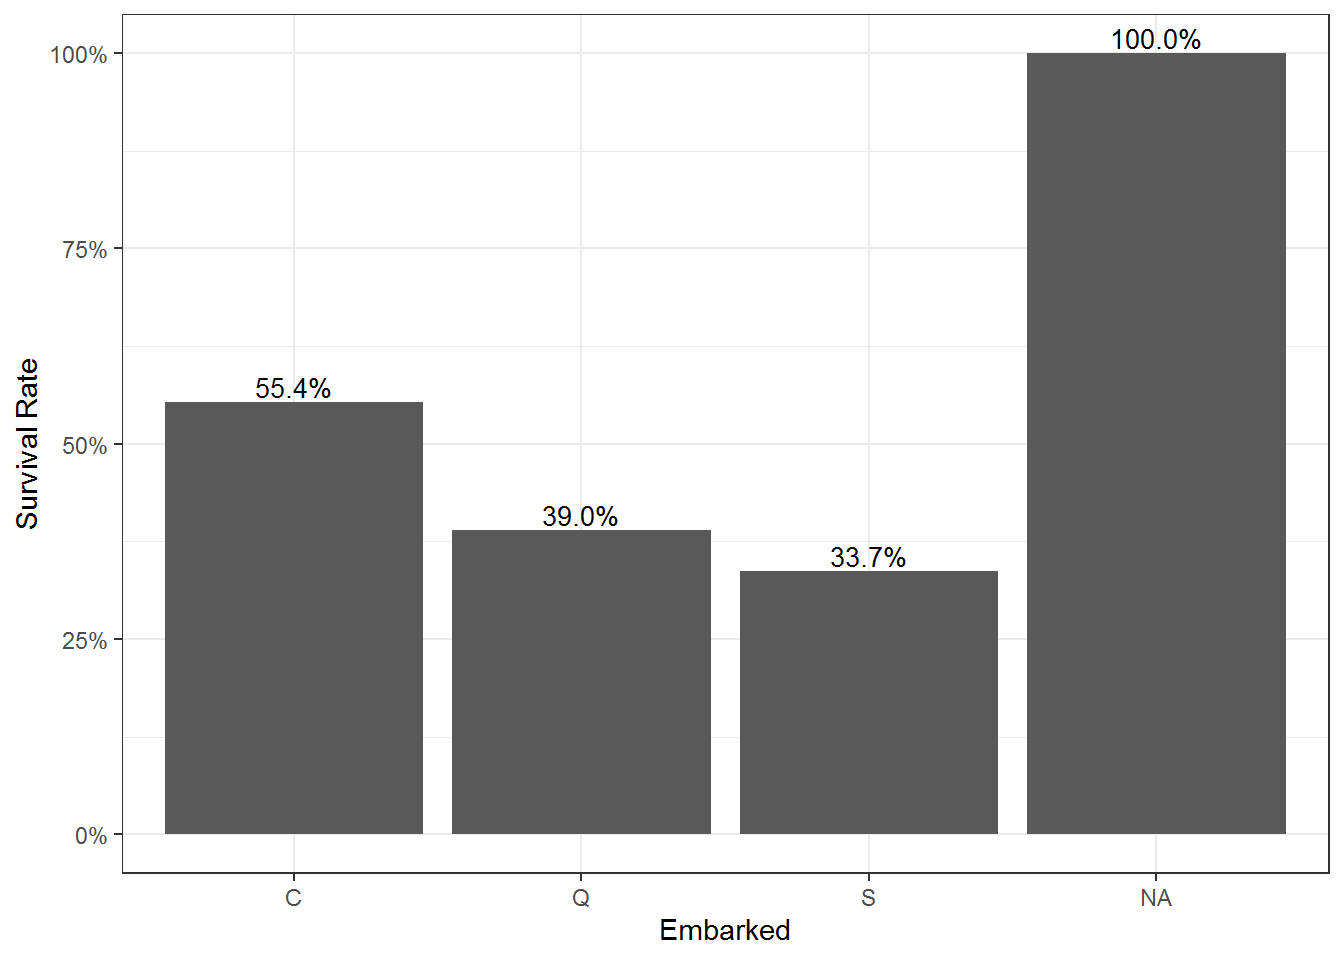 100%
75%
50%
25%
0%
Survival Rate
55.4%
39.0%
33.7%
100.0%
C
Q
S
NA
Embarked